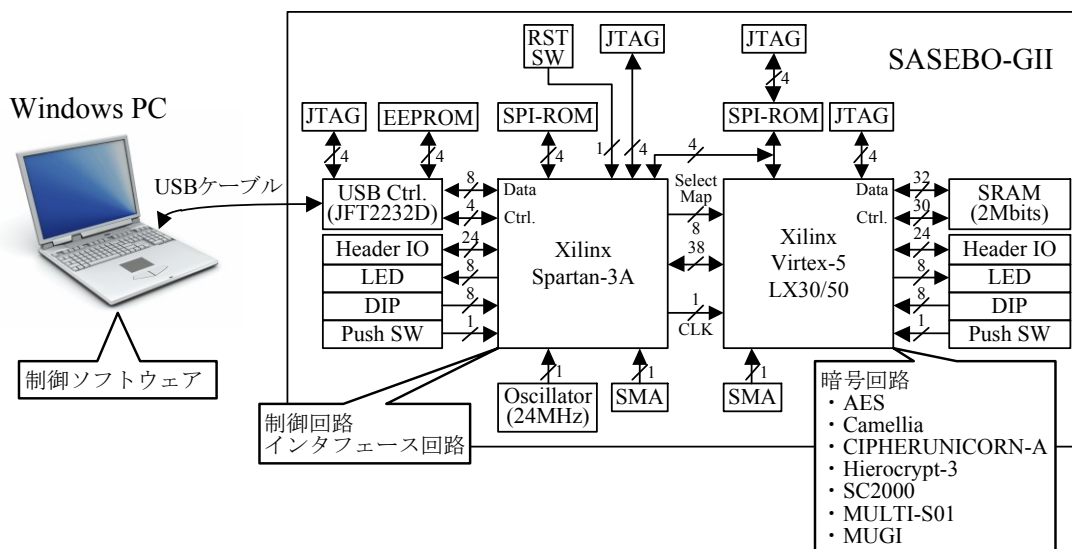 SASEBO-GII
Windows PC
USBケーブル
制御ソフトウェア
RST
SW
JTAG
JTAG
JTAG
EEPROM
SPI-ROM
SPI-ROM
JTAG
4
4
4
1
4
4
4
4
4
USB Ctrl.
(JFT2232D)
8
4
Data
Ctrl.
Header IO
24
LED
8
DIP
8
Push SW
1
Xilinx
Spartan-3A
Select
Map
8
38
1
CLK
Xilinx
Virtex-5
LX30/50
Data
Ctrl.
32
30
SRAM
(2Mbits)
24
Header IO
8
LED
8
DIP
1
Push SW
1
Oscillator
(24MHz)
1
SMA
1
SMA
制御回路
インタフェース回路
暗号回路
・AES
・Camellia
・CIPHERUNICORN-A
・Hierocrypt-3
・SC2000
・MULTI-S01
・MUGI